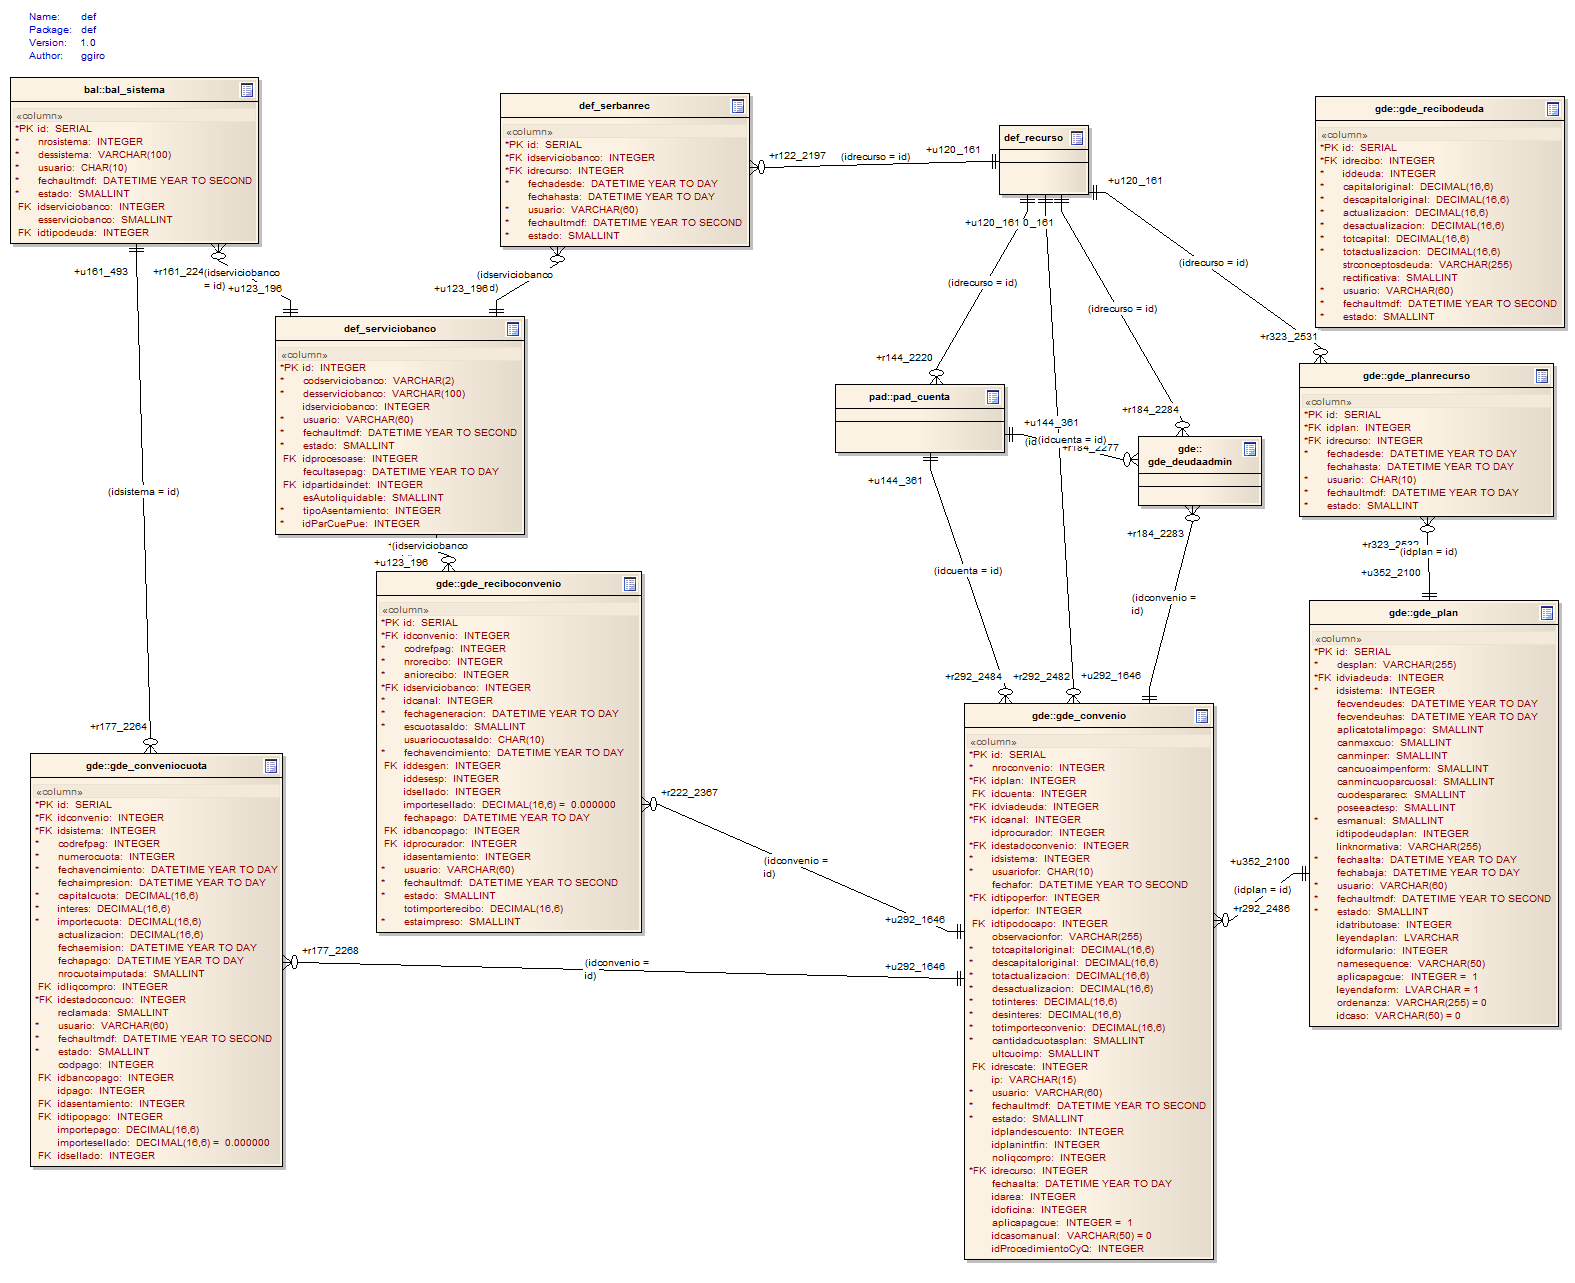 Name: def
Package: def
Version: 1.0
Author: ggiro
bal::bal_sistema
«column»
*PK id: SERIAL
* nrosistema: INTEGER
* dessistema: VARCHAR(100)
* usuario: CHAR(10)
* fechaultmdf: DATETIME YEAR TO SECOND
* estado: SMALLINT
FK idserviciobanco: INTEGER
esserviciobanco: SMALLINT
FK idtipodeuda: INTEGER
def_serbanrec
«column»
*PK id: SERIAL
*FK idserviciobanco: INTEGER
*FK idrecurso: INTEGER
* fechadesde: DATETIME YEAR TO DAY
fechahasta: DATETIME YEAR TO DAY
* usuario: VARCHAR(60)
* fechaultmdf: DATETIME YEAR TO SECOND
* estado: SMALLINT
+r122_2197
(idrecurso = id)
+u120_161
def_recurso
+u120_161
gde::gde_recibodeuda
«column»
*PK id: SERIAL
*FK idrecibo: INTEGER
* iddeuda: INTEGER
* capitaloriginal: DECIMAL(16,6)
* descapitaloriginal: DECIMAL(16,6)
* actualizacion: DECIMAL(16,6)
* desactualizacion: DECIMAL(16,6)
* totcapital: DECIMAL(16,6)
* totactualizacion: DECIMAL(16,6)
strconceptosdeuda: VARCHAR(255)
rectificativa: SMALLINT
* usuario: VARCHAR(60)
* fechaultmdf: DATETIME YEAR TO SECOND
* estado: SMALLINT
+u161_493
+r161_224
(idserviciobanco
= id)
+u123_196
(idserviciobanco
+u123_196
d)
+u120_161
0_161
(idrecurso = id)
(idrecurso = id)
(idrecurso = id)
+r323_2531
def_serviciobanco
«column»
*PK id: INTEGER
* codserviciobanco: VARCHAR(2)
* desserviciobanco: VARCHAR(100)
idserviciobanco: INTEGER
* usuario: VARCHAR(60)
* fechaultmdf: DATETIME YEAR TO SECOND
* estado: SMALLINT
FK idprocesoase: INTEGER
fecultasepag: DATETIME YEAR TO DAY
FK idpartidaindet: INTEGER
esAutoliquidable: SMALLINT
* tipoAsentamiento: INTEGER
* idParCuePue: INTEGER
+r144_2220
pad::pad_cuenta
+r184_2284
+u144_361
(id
(idcuenta = id)
+r184_2277
gde::
gde_deudaadmin
+u144_361
+r184_2283
gde::gde_planrecurso
«column»
*PK id: SERIAL
*FK idplan: INTEGER
*FK idrecurso: INTEGER
* fechadesde: DATETIME YEAR TO DAY
fechahasta: DATETIME YEAR TO DAY
* usuario: CHAR(10)
* fechaultmdf: DATETIME YEAR TO SECOND
* estado: SMALLINT
+r323_2532
(idplan = id)
+u352_2100
(idsistema = id)
(idserviciobanco
+u123_196
(idcuenta = id)
(idconvenio =
id)
gde::gde_reciboconvenio
«column»
*PK id: SERIAL
*FK idconvenio: INTEGER
* codrefpag: INTEGER
* nrorecibo: INTEGER
* aniorecibo: INTEGER
*FK idserviciobanco: INTEGER
* idcanal: INTEGER
* fechageneracion: DATETIME YEAR TO DAY
* escuotasaldo: SMALLINT
usuariocuotasaldo: CHAR(10)
* fechavencimiento: DATETIME YEAR TO DAY
FK iddesgen: INTEGER
iddesesp: INTEGER
idsellado: INTEGER
importesellado: DECIMAL(16,6) = 0.000000
fechapago: DATETIME YEAR TO DAY
FK idbancopago: INTEGER
FK idprocurador: INTEGER
idasentamiento: INTEGER
* usuario: VARCHAR(60)
* fechaultmdf: DATETIME YEAR TO SECOND
* estado: SMALLINT
totimporterecibo: DECIMAL(16,6)
* estaimpreso: SMALLINT
gde::gde_plan
«column»
*PK id: SERIAL
* desplan: VARCHAR(255)
*FK idviadeuda: INTEGER
* idsistema: INTEGER
fecvendeudes: DATETIME YEAR TO DAY
fecvendeuhas: DATETIME YEAR TO DAY
aplicatotalimpago: SMALLINT
canmaxcuo: SMALLINT
canminper: SMALLINT
cancuoaimpenform: SMALLINT
canmincuoparcuosal: SMALLINT
cuodespararec: SMALLINT
poseeactesp: SMALLINT
* esmanual: SMALLINT
idtipodeudaplan: INTEGER
linknormativa: VARCHAR(255)
* fechaalta: DATETIME YEAR TO DAY
fechabaja: DATETIME YEAR TO DAY
* usuario: VARCHAR(60)
* fechaultmdf: DATETIME YEAR TO SECOND
* estado: SMALLINT
idatributoase: INTEGER
leyendaplan: LVARCHAR
idformulario: INTEGER
namesequence: VARCHAR(50)
aplicapagcue: INTEGER = 1
leyendaform: LVARCHAR = 1
ordenanza: VARCHAR(255) = 0
idcaso: VARCHAR(50) = 0
+r292_2484
+r292_2482
+u292_1646
+r177_2264
gde::gde_conveniocuota
«column»
*PK id: SERIAL
*FK idconvenio: INTEGER
*FK idsistema: INTEGER
* codrefpag: INTEGER
* numerocuota: INTEGER
* fechavencimiento: DATETIME YEAR TO DAY
fechaimpresion: DATETIME YEAR TO DAY
* capitalcuota: DECIMAL(16,6)
* interes: DECIMAL(16,6)
* importecuota: DECIMAL(16,6)
actualizacion: DECIMAL(16,6)
fechaemision: DATETIME YEAR TO DAY
fechapago: DATETIME YEAR TO DAY
nrocuotaimputada: SMALLINT
FK idliqcompro: INTEGER
*FK idestadoconcuo: INTEGER
reclamada: SMALLINT
* usuario: VARCHAR(60)
* fechaultmdf: DATETIME YEAR TO SECOND
* estado: SMALLINT
codpago: INTEGER
FK idbancopago: INTEGER
idpago: INTEGER
FK idasentamiento: INTEGER
FK idtipopago: INTEGER
importepago: DECIMAL(16,6)
importesellado: DECIMAL(16,6) = 0.000000
FK idsellado: INTEGER
+r222_2367
(idconvenio =
id)
+u292_1646
+r177_2268
(idconvenio =
id)
+u292_1646
gde::gde_convenio
«column»
*PK id: SERIAL
* nroconvenio: INTEGER
*FK idplan: INTEGER
FK idcuenta: INTEGER
*FK idviadeuda: INTEGER
*FK idcanal: INTEGER
idprocurador: INTEGER
*FK idestadoconvenio: INTEGER
* idsistema: INTEGER
* usuariofor: CHAR(10)
fechafor: DATETIME YEAR TO SECOND
*FK idtipoperfor: INTEGER
idperfor: INTEGER
FK idtipodocapo: INTEGER
observacionfor: VARCHAR(255)
* totcapitaloriginal: DECIMAL(16,6)
* descapitaloriginal: DECIMAL(16,6)
* totactualizacion: DECIMAL(16,6)
* desactualizacion: DECIMAL(16,6)
* totinteres: DECIMAL(16,6)
* desinteres: DECIMAL(16,6)
* totimporteconvenio: DECIMAL(16,6)
* cantidadcuotasplan: SMALLINT
ultcuoimp: SMALLINT
FK idrescate: INTEGER
ip: VARCHAR(15)
* usuario: VARCHAR(60)
* fechaultmdf: DATETIME YEAR TO SECOND
* estado: SMALLINT
idplandescuento: INTEGER
idplanintfin: INTEGER
noliqcompro: INTEGER
*FK idrecurso: INTEGER
fechaalta: DATETIME YEAR TO DAY
idarea: INTEGER
idoficina: INTEGER
aplicapagcue: INTEGER = 1
idcasomanual: VARCHAR(50) = 0
idProcedimientoCyQ: INTEGER
+u352_2100
(idplan = id)
+r292_2486